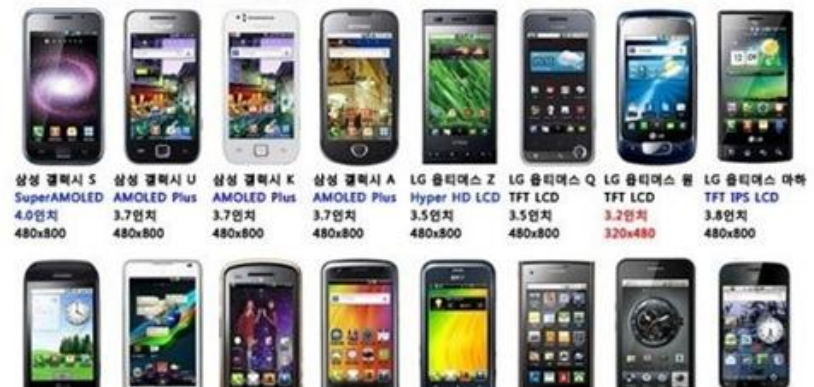 삼성 갤럭시 S
SuperAMOLED
4.0인치
480x800
삼성 갤럭시 U
AMOLED Plus
3.7인치
480x800
삼성 갤럭시 K
AMOLED Plus
3.7인치
480x800
삼성 갤럭시 A
AMOLED Plus
3.7인치
480x800
LG 옵티머스 Z
Hyper HD LCD
3.5인치
480x800
LG 옵티머스 Q
TFT LCD
3.5인치
480x800
LG 옵티머스 원
TFT LCD
3.2인치
320x480
LG 옵티머스 마하
TFT IPS LCD
3.8인치
480x800